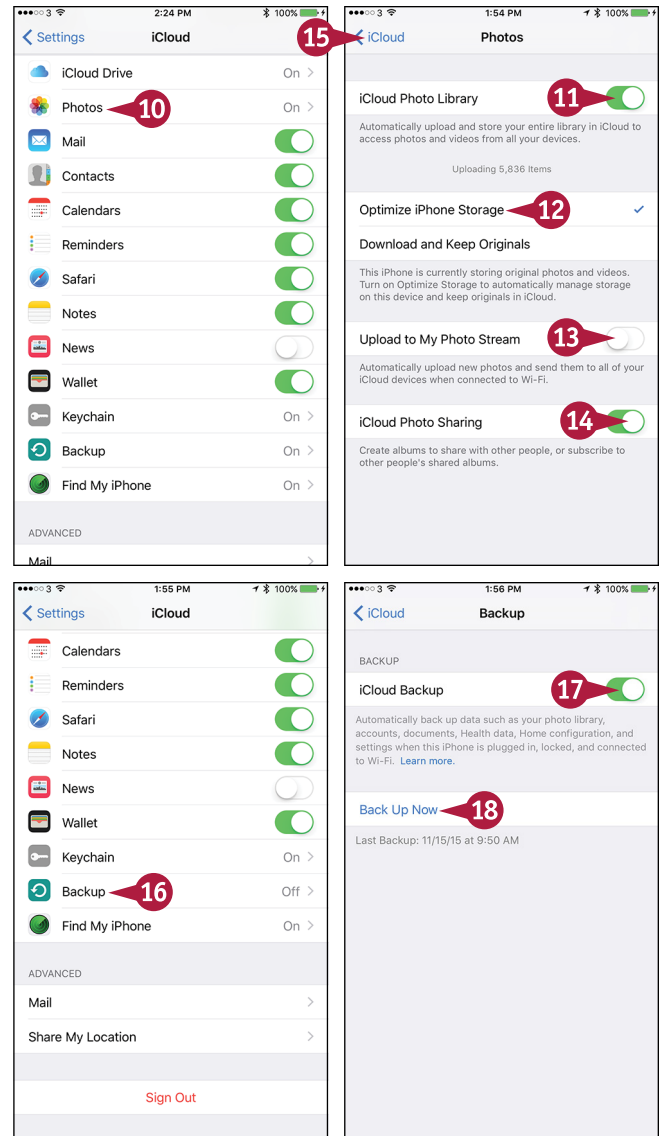 3 2:24 PM 100%
Settings iCloud
iCloud Drive On
Photos 10 On
Mail
Contacts
Calendars
Reminders
Safari
Notes
News
Wallet
Keychain On
Backup On
Find My iPhone On
ADVANCED
Mail
3 1:54 PM 100%
15 iCloud Photos
iCloud Photo Library 11
Automatically upload and store your entire library in iCloud to
access photos and videos from all your devices.
Uploading 5,836 Items
Optimize iPhone Storage 12
Download and Keep Originals
This iPhone is currently storing original photos and videos.
Turn on Optimize Storage to automatically manage storage
on this device and keep originals in iCloud.
Upload to My Photo Stream 13
Automatically upload new photos and send them to all of your
iCloud devices when connected to Wi-Fi.
iCloud Photo Sharing 14
Create albums to share with other people, or subscribe to
other people's shared albums.
3 1:55 PM 100%
Settings iCloud
Calendars
Reminders
Safari
Notes
News
Wallet
Keychain On
Backup 16 Off
Find My iPhone On
ADVANCED
Mail
Share My Location
Sign Out
3 1:56 PM 100%
iCloud Backup
BACKUP
iCloud Backup 17
Automatically back up data such as your photo library,
accounts, documents, Health data, Home configuration, and
settings when this iPhone is plugged in, locked, and connected
to Wi-Fi. Learn more.
Back Up Now 18
Last Backup: 11/15/15 at 9:50 AM